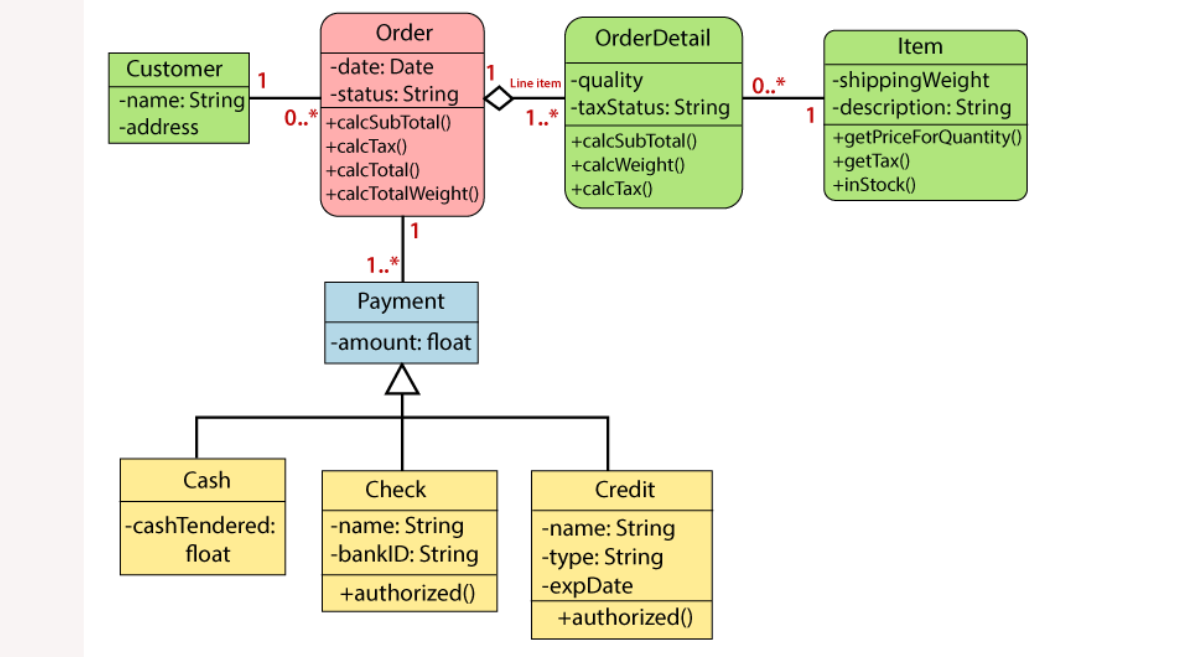 Customer
-name: String
-address
1
0..*
Order
-date: Date
-status: String
+calcSubTotal()
+calcTax()
+calcTotal()
+calcTotalWeight()
1
Line item
1..*
OrderDetail
-quality
-taxStatus: String
+calcSubTotal()
+calcWeight()
+calcTax()
0..*
1
Item
-shippingWeight
-description: String
+getPriceForQuantity()
+getTax()
+inStock()
1
1..*
Payment
-amount: float
Cash
-cashTendered:
float
Check
-name: String
-bankID: String
+authorized()
Credit
-name: String
-type: String
-expDate
+authorized()